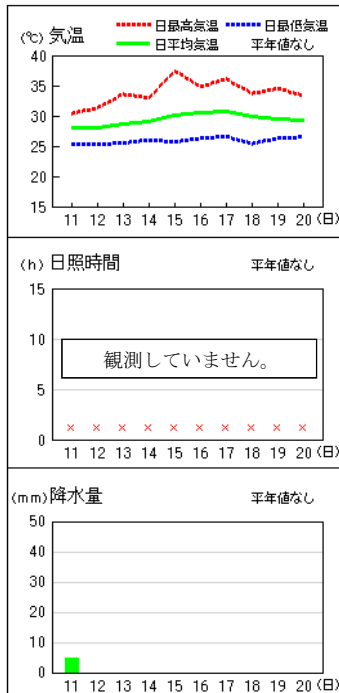 (℃) 気温
日最高気温 日最低気温
日平均気温 平年値なし
40
35
30
25
20
15
11 12 13 14 15 16 17 18 19 20 (日)
(h) 日照時間 平年値なし
15
10
観測していません。
5
0
× × × × × × × × × ×
11 12 13 14 15 16 17 18 19 20 (日)
(mm) 降水量 平年値なし
50
40
30
20
10
0
11 12 13 14 15 16 17 18 19 20 (日)